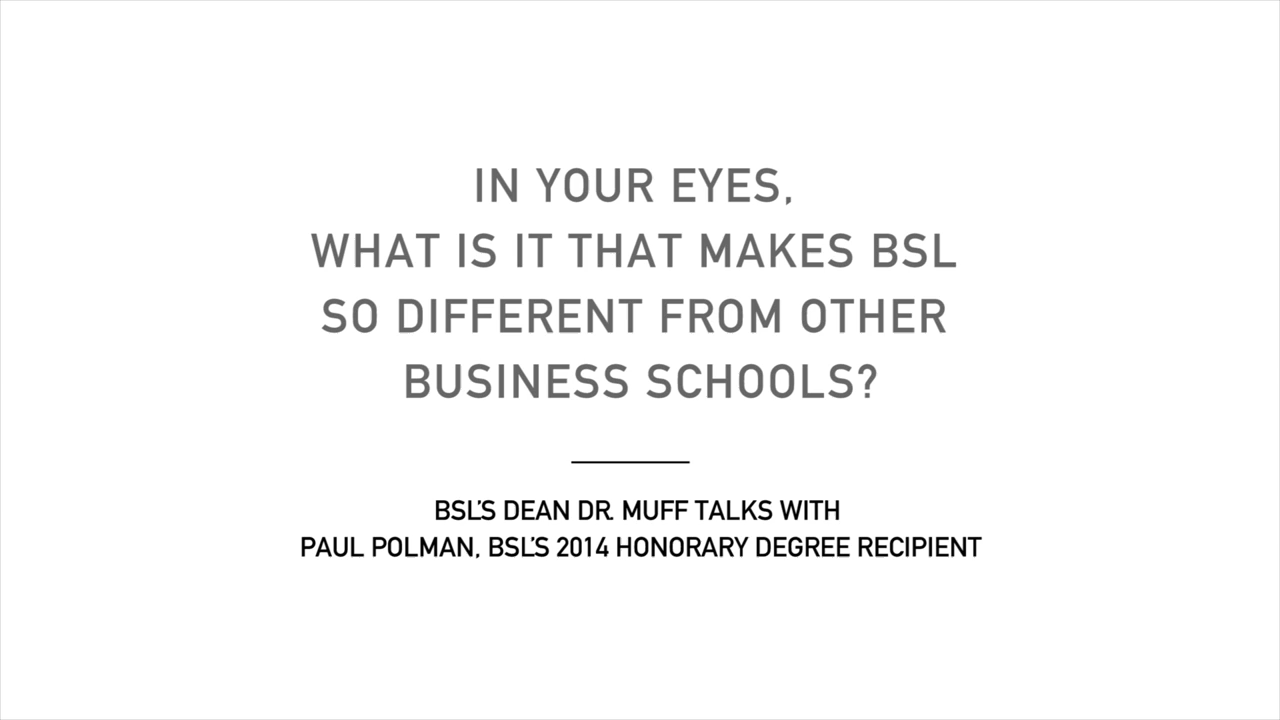 IN YOUR EYES,
WHAT IS IT THAT MAKES BSL
SO DIFFERENT FROM OTHER
BUSINESS SCHOOLS?
BSL'S DEAN DR. MUFF TALKS WITH
PAUL POLMAN, BSL'S 2014 HONORARY DEGREE RECIPIENT